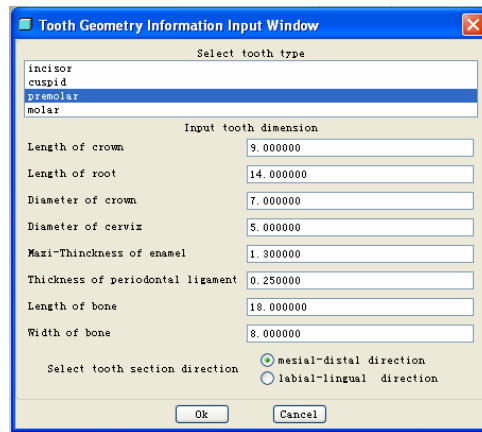 Tooth Geometry Information Input Window
Select tooth type
incisor
cuspid
premolar
molar
Input tooth dimension
Length of crown 9.000000
Length of root 14.000000
Diameter of crown 7.000000
Diameter of cervix 5.000000
Maxi-Thinckness of enamel 1.300000
Thickness of periodontal ligament 0.250000
Length of bone 18.000000
Width of bone 8.000000
Select tooth section direction
mesial-distal direction
labial-lingual direction
Ok Cancel